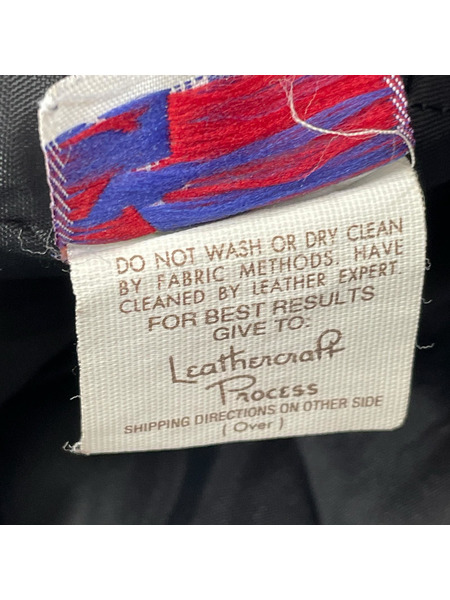 DO NOT WASH OR DRY CLEAN
BY FABRIC METHODS. HAVE
CLEANED BY LEATHER EXPERT.
FOR BEST RESULTS
GIVE TO:
Leathercraft
Process
SHIPPING DIRECTIONS ON OTHER SIDE
(Over)